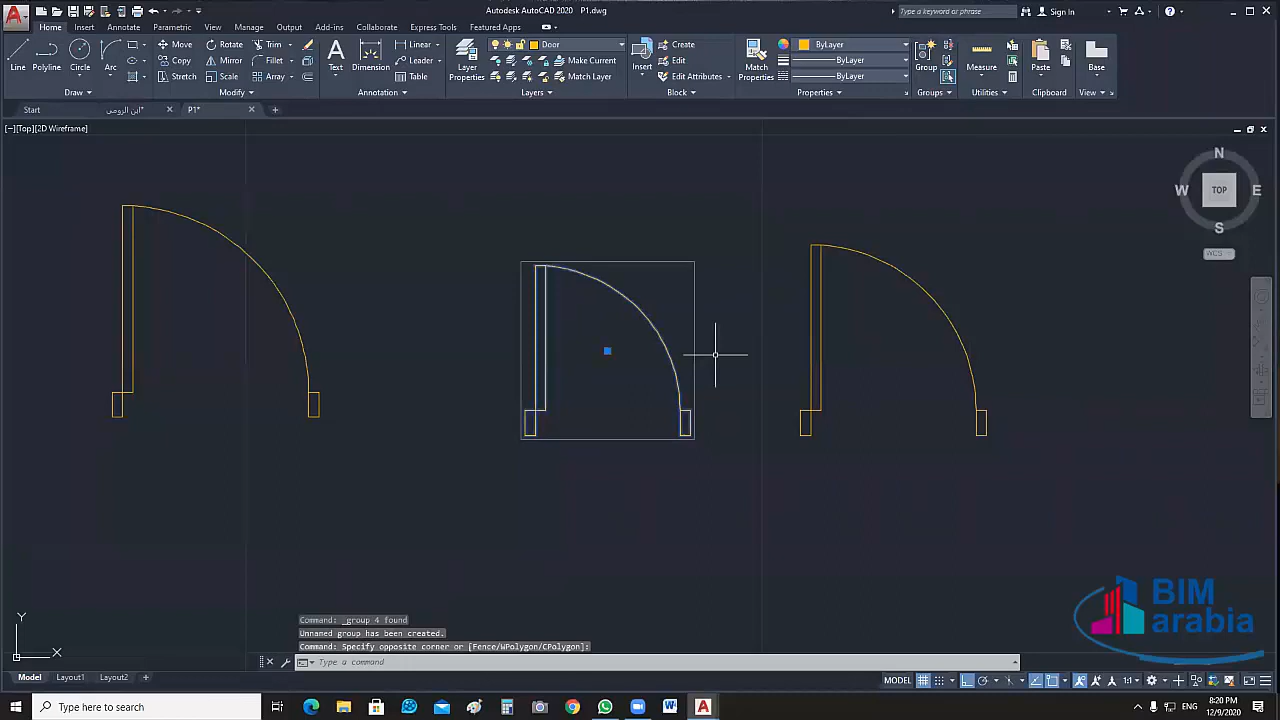 Autodesk AutoCAD 2020 P1.dwg
Type a keyword or phrase
Sign In
Home Insert Annotate Parametric View Manage Output Add-ins Collaborate Express Tools
Line Polyline Circle Arc
Move Rotate Trim
Copy Mirror Fillet
Stretch Scale Array
Text Dimension
Linear
Leader
Table
Layer Properties
Door
Make Current
Match Layer
Insert
Create
Edit
Edit Attributes
Match Properties
ByLayer
ByLayer
ByLayer
Group
Measure
Paste
Base
Draw Modify Annotation Layers Block Properties Groups Utilities Clipboard View
Start
ابن الرومى*
P1*
[−][Top][2D Wireframe]
N
W TOP E
S
WCS
Y
X
Command: _group 4 found
Unnamed group has been created.
Command: Specify opposite corner or [Fence/WPolygon/CPolygon]:
Type a command
BIM
arabia
Model Layout1 Layout2 +
MODEL
1:1
Type here to search
8:20 PM
12/9/2020